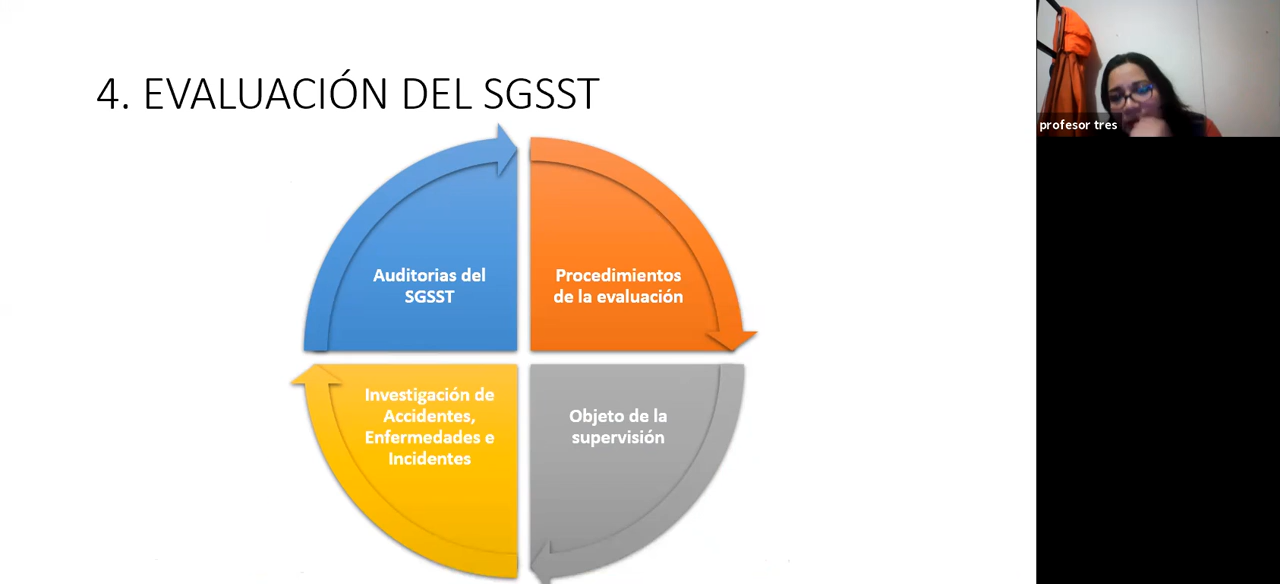 4. EVALUACIÓN DEL SGSST
profesor tres
Auditorias del
SGSST
Procedimientos
de la evaluación
Investigación de
Accidentes,
Enfermedades e
Incidentes
Objeto de la
supervisión